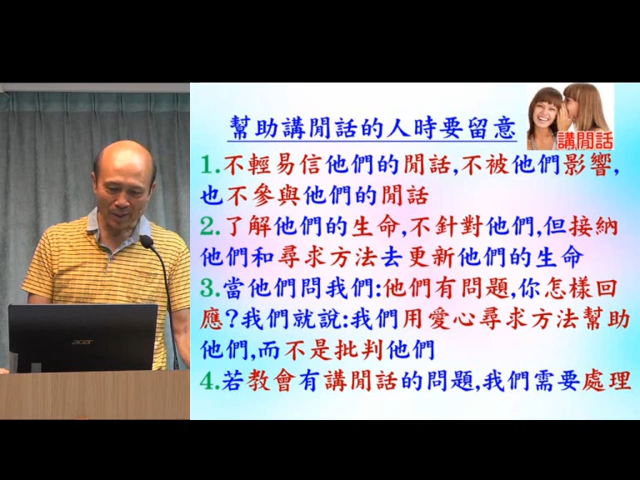 幫助講閒話的人時要留意
講閒話
1.不輕易信他們的閒話,不被他們影響,
也不參與他們的閒話
2.了解他們的生命,不針對他們,但接納
他們和尋求方法去更新他們的生命
3.當他們問我們:他們有問題,你怎樣回
應?我們就說:我們用愛心尋求方法幫助
他們,而不是批判他們
4.若教會有講閒話的問題,我們需要處理
acer